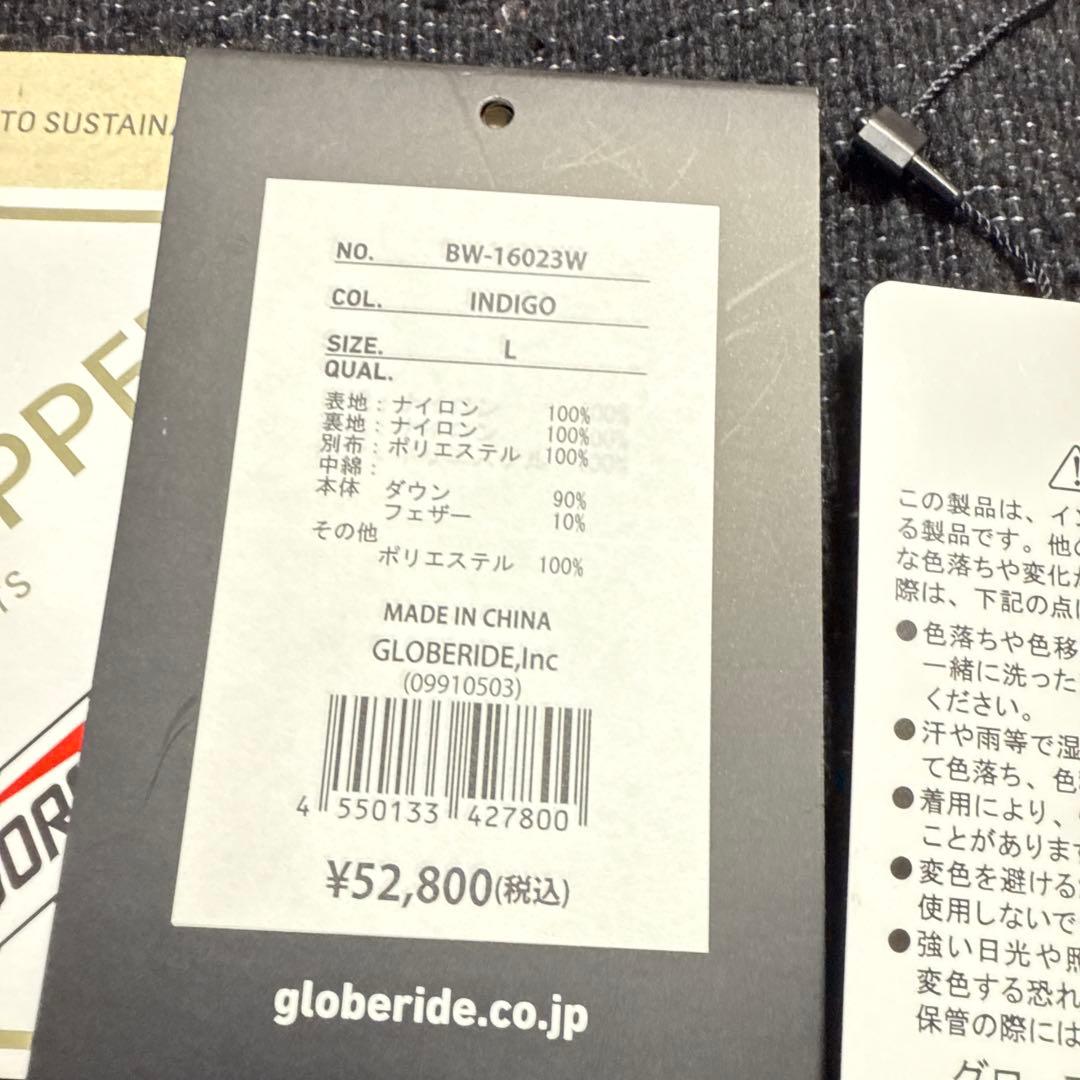 TO SUSTAIN
PPE
TS
NO. BW-16023W
COL. INDIGO
SIZE. L
QUAL.
表地：ナイロン 100%
裏地：ナイロン 100%
別布：ポリエステル 100%
中綿：
本体 ダウン 90%
フェザー 10%
その他
ポリエステル 100%
MADE IN CHINA
GLOBERIDE,Inc
(09910503)
4 550133 427800
¥52,800(税込)
globeride.co.jp
この製品は、イン
る製品です。他の
な色落ちや変化が
際は、下記の点に
●色落ちや色移
一緒に洗った
ください。
●汗や雨等で湿
て色落ち、色
●着用により、
ことがあります
●変色を避ける
使用しないで
●強い日光や照
変色する恐れ
保管の際には
グロー